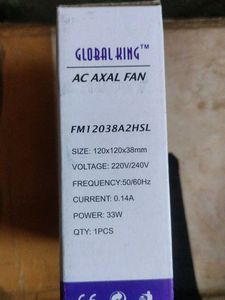 GLOBAL KING™
AC AXAL FAN
FM12038A2HSL
SIZE: 120x120x38mm
VOLTAGE: 220V/240V
FREQUENCY:50/60Hz
CURRENT: 0.14A
POWER: 33W
QTY: 1PCS